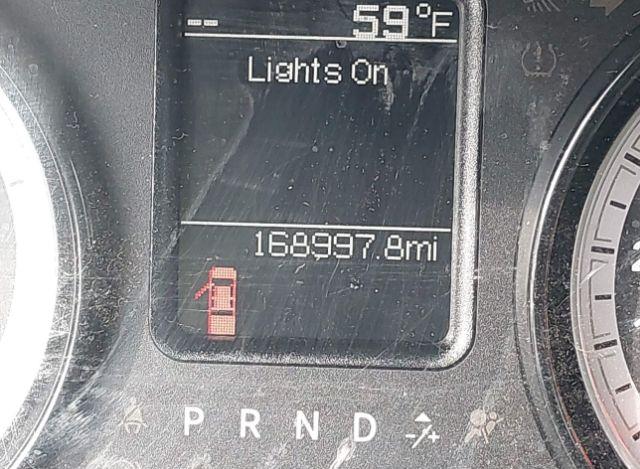 -- 59°F
Lights On
168997.8mi
P R N D -/+